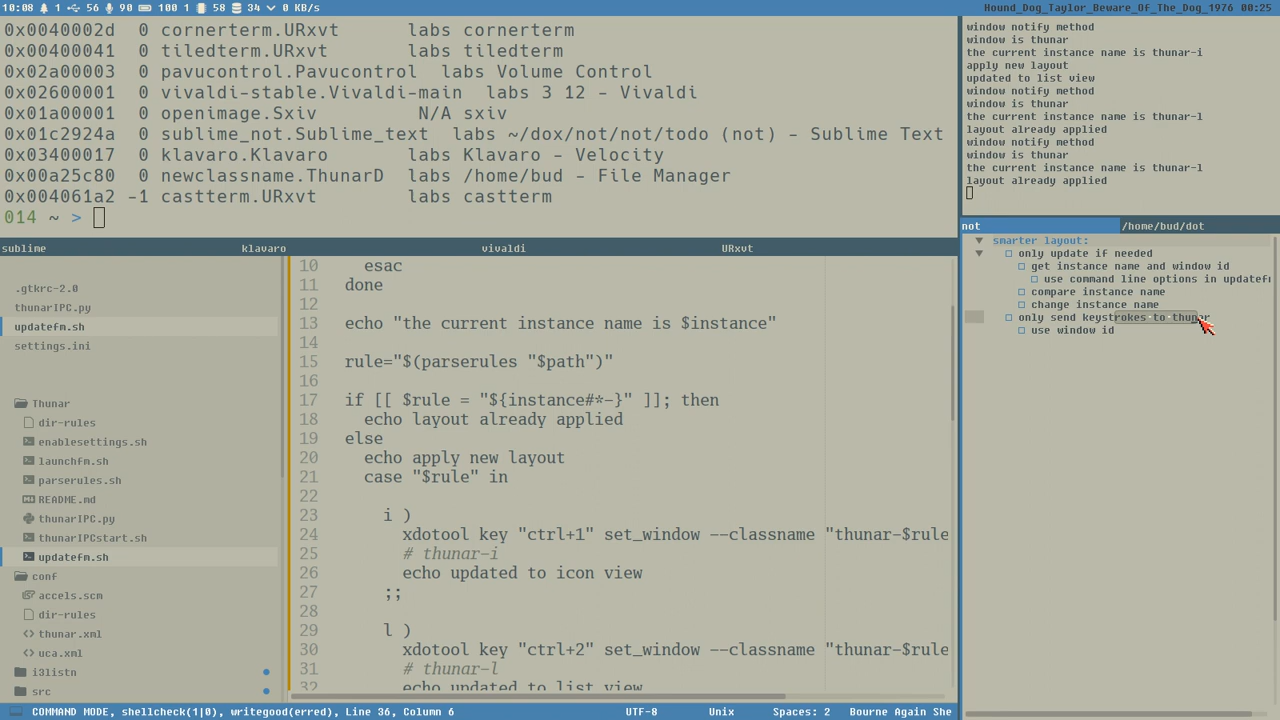 10:08 1 56 90 100 1 58 34 0 KB/s
Hound_Dog_Taylor_Beware_Of_The_Dog_1976 00:25
0x0040002d 0 cornerterm.URxvt labs cornerterm
0x00400041 0 tiledterm.URxvt labs tiledterm
0x02a00003 0 pavucontrol.Pavucontrol labs Volume Control
0x02600001 0 vivaldi-stable.Vivaldi-main labs 3 12 - Vivaldi
0x01a00001 0 openimage.Sxiv N/A sxiv
0x01c2924a 0 sublime_not.Sublime_text labs ~/dox/not/not/todo (not) - Sublime Text
0x03400017 0 klavaro.Klavaro labs Klavaro - Velocity
0x00a25c80 0 newclassname.ThunarD labs /home/bud - File Manager
0x004061a2 -1 castterm.URxvt labs castterm
014 ~ >
window notify method
window is thunar
the current instance name is thunar-i
apply new layout
updated to list view
window notify method
window is thunar
the current instance name is thunar-l
layout already applied
window notify method
window is thunar
the current instance name is thunar-l
layout already applied
sublime klavaro vivaldi URxvt
.gtkrc-2.0
thunarIPC.py
updatefm.sh
settings.ini
Thunar
dir-rules
enablesettings.sh
launchfm.sh
parserules.sh
README.md
thunarIPC.py
thunarIPCstart.sh
updatefm.sh
conf
accels.scm
dir-rules
thunar.xml
uca.xml
i3listn
src
10 esac
11 done
12
13 echo "the current instance name is $instance"
14
15 rule="$(parserules "$path")"
16
17 if [[ $rule = "${instance#*-}" ]]; then
18 echo layout already applied
19 else
20 echo apply new layout
21 case "$rule" in
22
23 i )
24 xdotool key "ctrl+1" set_window --classname "thunar-$rule
25 # thunar-i
26 echo updated to icon view
27 ;;
28
29 l )
30 xdotool key "ctrl+2" set_window --classname "thunar-$rule
31 # thunar-l
32 echo updated to list view
not /home/bud/dot
smarter layout:
only update if needed
get instance name and window id
use command line options in updatefm
compare instance name
change instance name
only send keystrokes to thunar
use window id
COMMAND MODE, shellcheck(1|0), writegood(erred), Line 36, Column 6 UTF-8 Unix Spaces: 2 Bourne Again She